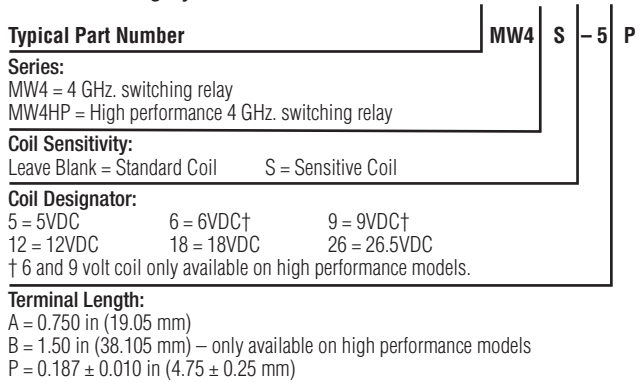 Typical Part Number MW4 S – 5 P
Series:
MW4 = 4 GHz. switching relay
MW4HP = High performance 4 GHz. switching relay
Coil Sensitivity:
Leave Blank = Standard Coil S = Sensitive Coil
Coil Designator:
5 = 5VDC 6 = 6VDC† 9 = 9VDC†
12 = 12VDC 18 = 18VDC 26 = 26.5VDC
† 6 and 9 volt coil only available on high performance models.
Terminal Length:
A = 0.750 in (19.05 mm)
B = 1.50 in (38.105 mm) – only available on high performance models
P = 0.187 ± 0.010 in (4.75 ± 0.25 mm)